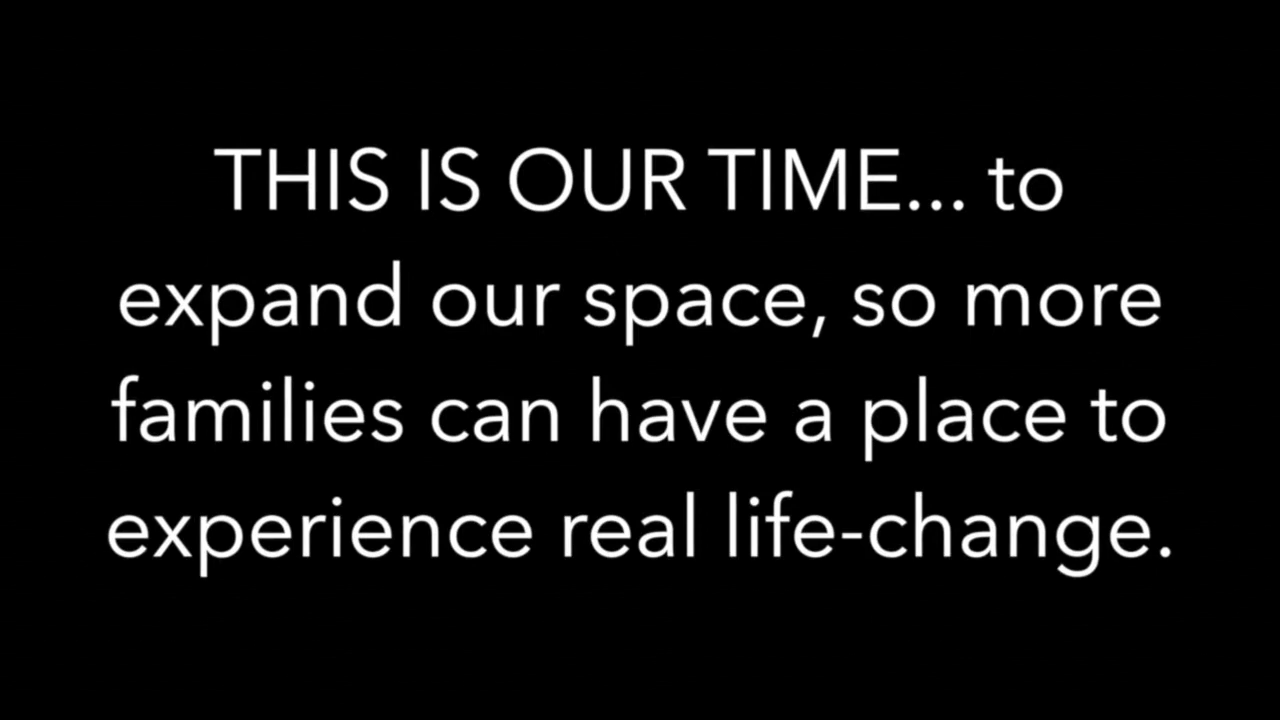 THIS IS OUR TIME... to
expand our space, so more
families can have a place to
experience real life-change.